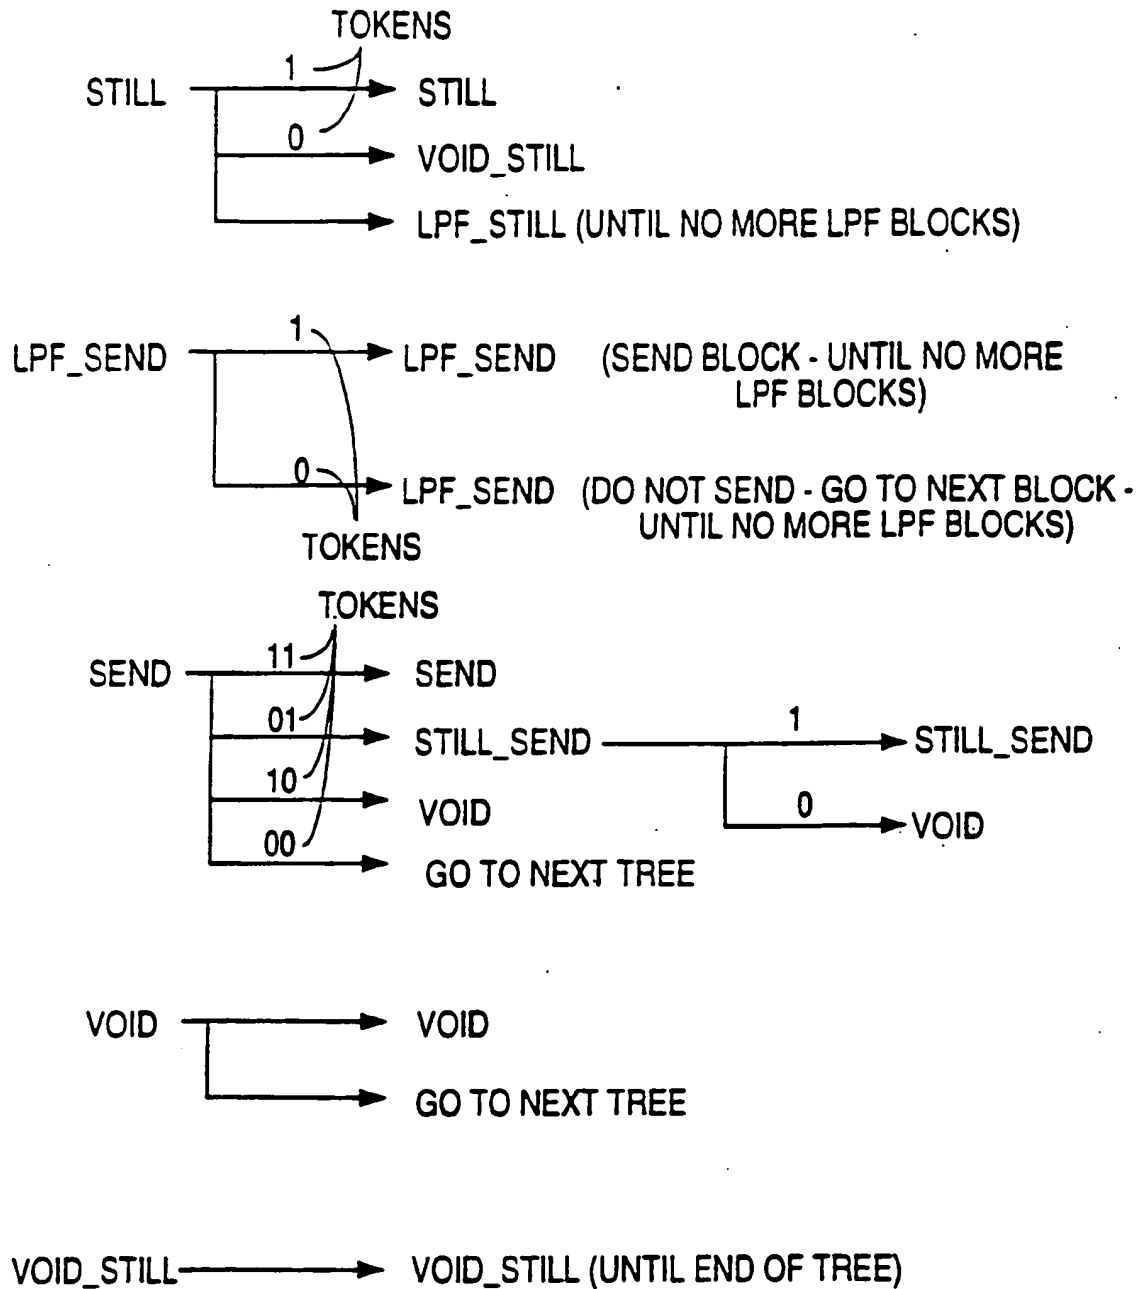 TOKENS
1
STILL
STILL
0
VOID_STILL
LPF_STILL (UNTIL NO MORE LPF BLOCKS)
1
LPF_SEND
LPF_SEND (SEND BLOCK - UNTIL NO MORE
LPF BLOCKS)
0
LPF_SEND (DO NOT SEND - GO TO NEXT BLOCK -
UNTIL NO MORE LPF BLOCKS)
TOKENS
TOKENS
11
SEND
SEND
01
STILL_SEND
1
STILL_SEND
10
VOID
0
VOID
00
GO TO NEXT TREE
VOID
VOID
GO TO NEXT TREE
VOID_STILL
VOID_STILL (UNTIL END OF TREE)